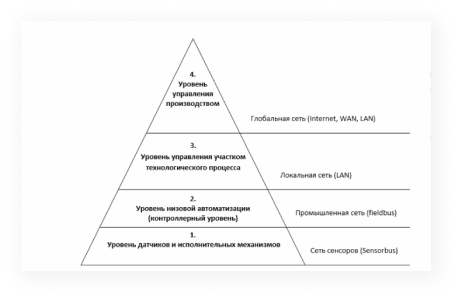 4.
Уровень
управления
производством
Глобальная сеть (Internet, WAN, LAN)
3.
Уровень управления участком
технологического процесса
Локальная сеть (LAN)
2.
Уровень низовой автоматизации
(контроллерный уровень)
Промышленная сеть (fieldbus)
1.
Уровень датчиков и исполнительных механизмов
Сеть сенсоров (Sensorbus)